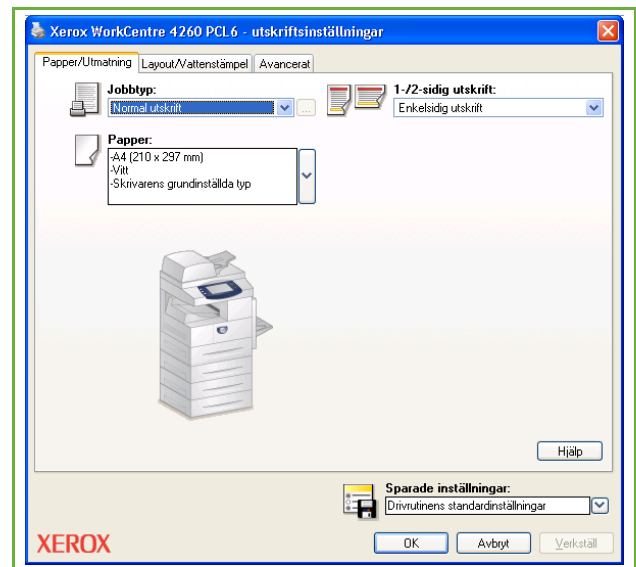 Xerox WorkCentre 4260 PCL6 - utskriftsinställningar
Papper/Utmatning Layout/Vattenstämpel Avancerat
Jobbtyp:
Normal utskrift
...
1-/2-sidig utskrift:
Enkelsidig utskrift
Papper:
-A4 (210 x 297 mm)
-Vitt
-Skrivarens grundinställda typ
Hjälp
Sparade inställningar:
Drivrutinens standardinställningar
XEROX
OK Avbryt Verkställ